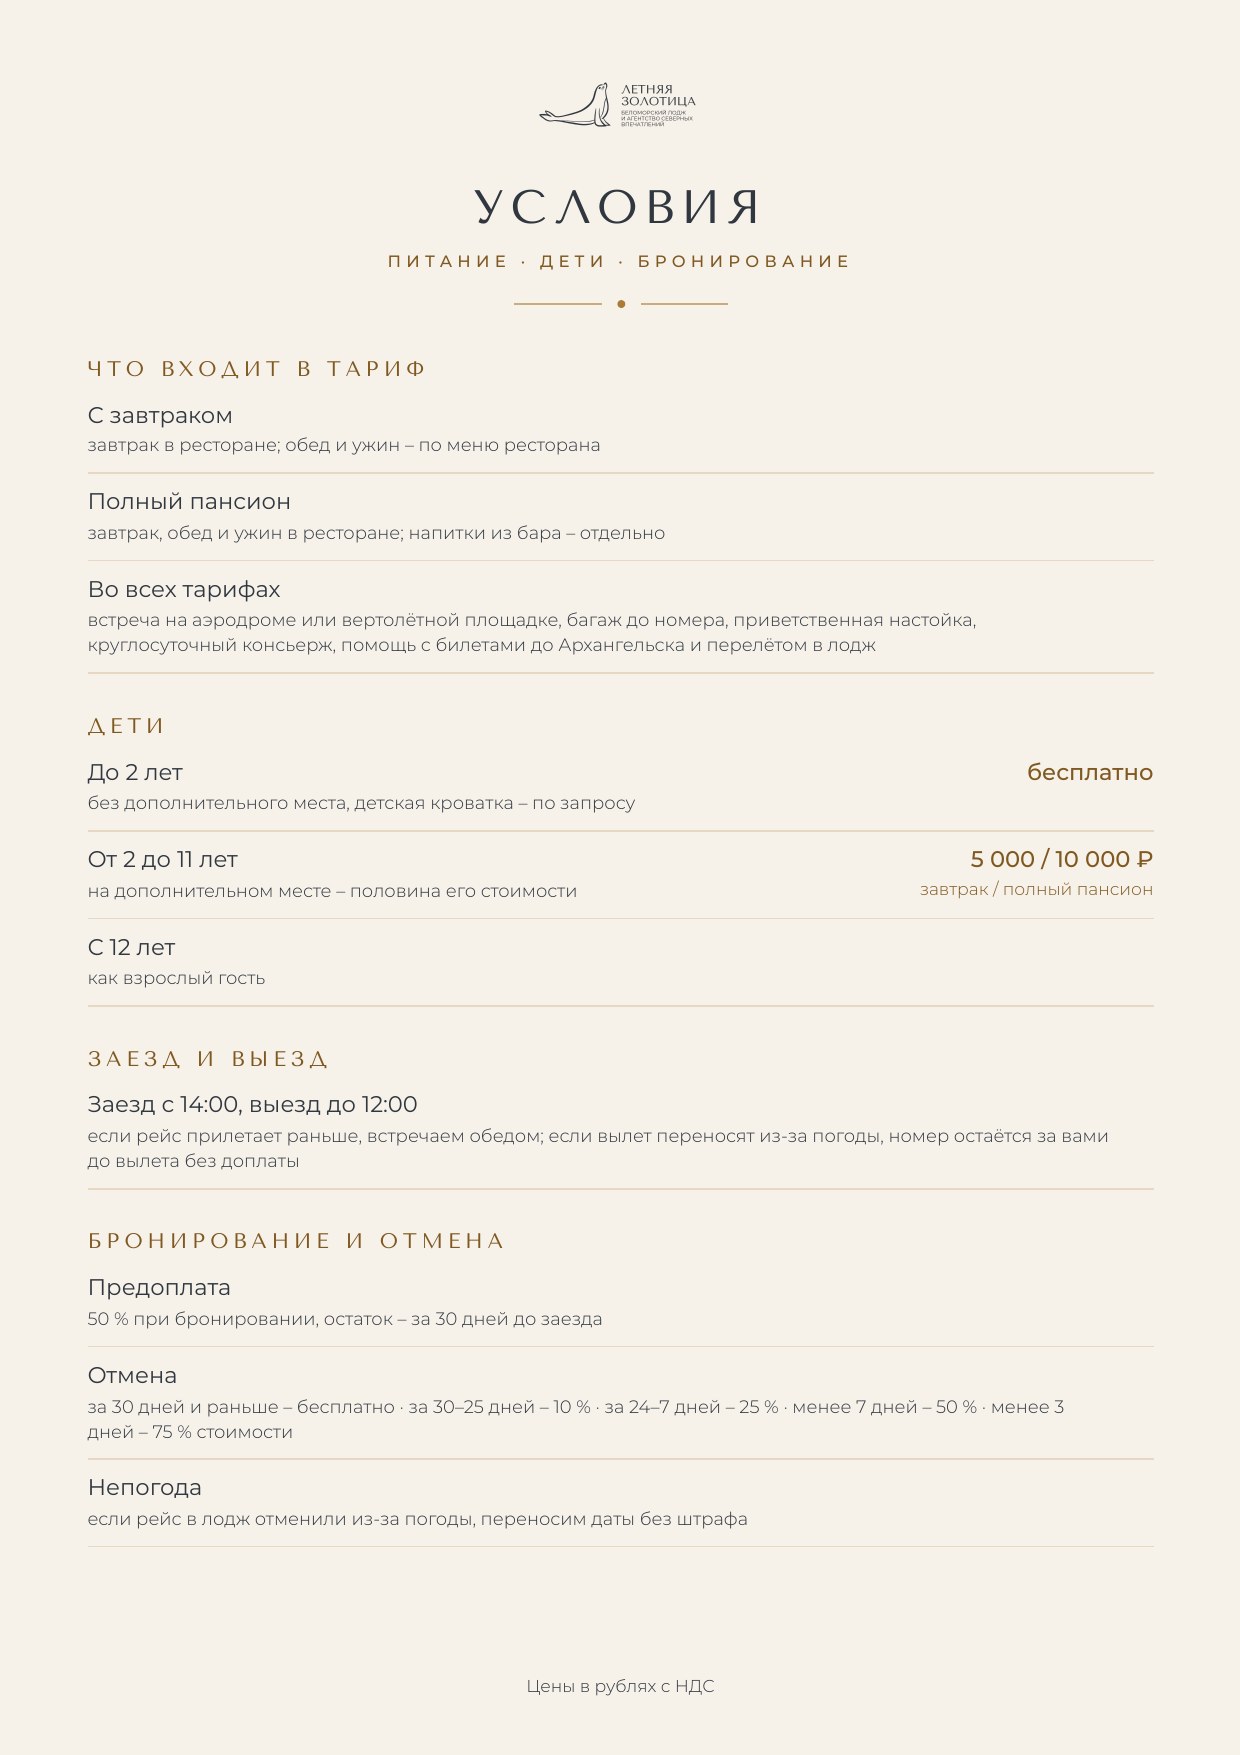 ЛЕТНЯЯ
ЗОЛОТИЦА
БЕЛОМОРСКИЙ ЛОДЖ
И АГЕНТСТВО СЕВЕРНЫХ
ВПЕЧАТЛЕНИЙ
УСЛОВИЯ
ПИТАНИЕ · ДЕТИ · БРОНИРОВАНИЕ
ЧТО ВХОДИТ В ТАРИФ
С завтраком
завтрак в ресторане; обед и ужин – по меню ресторана
Полный пансион
завтрак, обед и ужин в ресторане; напитки из бара – отдельно
Во всех тарифах
встреча на аэродроме или вертолётной площадке, багаж до номера, приветственная настойка,
круглосуточный консьерж, помощь с билетами до Архангельска и перелётом в лодж
ДЕТИ
До 2 лет бесплатно
без дополнительного места, детская кроватка – по запросу
От 2 до 11 лет 5 000 / 10 000 ₽
на дополнительном месте – половина его стоимости завтрак / полный пансион
С 12 лет
как взрослый гость
ЗАЕЗД И ВЫЕЗД
Заезд с 14:00, выезд до 12:00
если рейс прилетает раньше, встречаем обедом; если вылет переносят из-за погоды, номер остаётся за вами
до вылета без доплаты
БРОНИРОВАНИЕ И ОТМЕНА
Предоплата
50 % при бронировании, остаток – за 30 дней до заезда
Отмена
за 30 дней и раньше – бесплатно · за 30–25 дней – 10 % · за 24–7 дней – 25 % · менее 7 дней – 50 % · менее 3
дней – 75 % стоимости
Непогода
если рейс в лодж отменили из-за погоды, переносим даты без штрафа
Цены в рублях с НДС